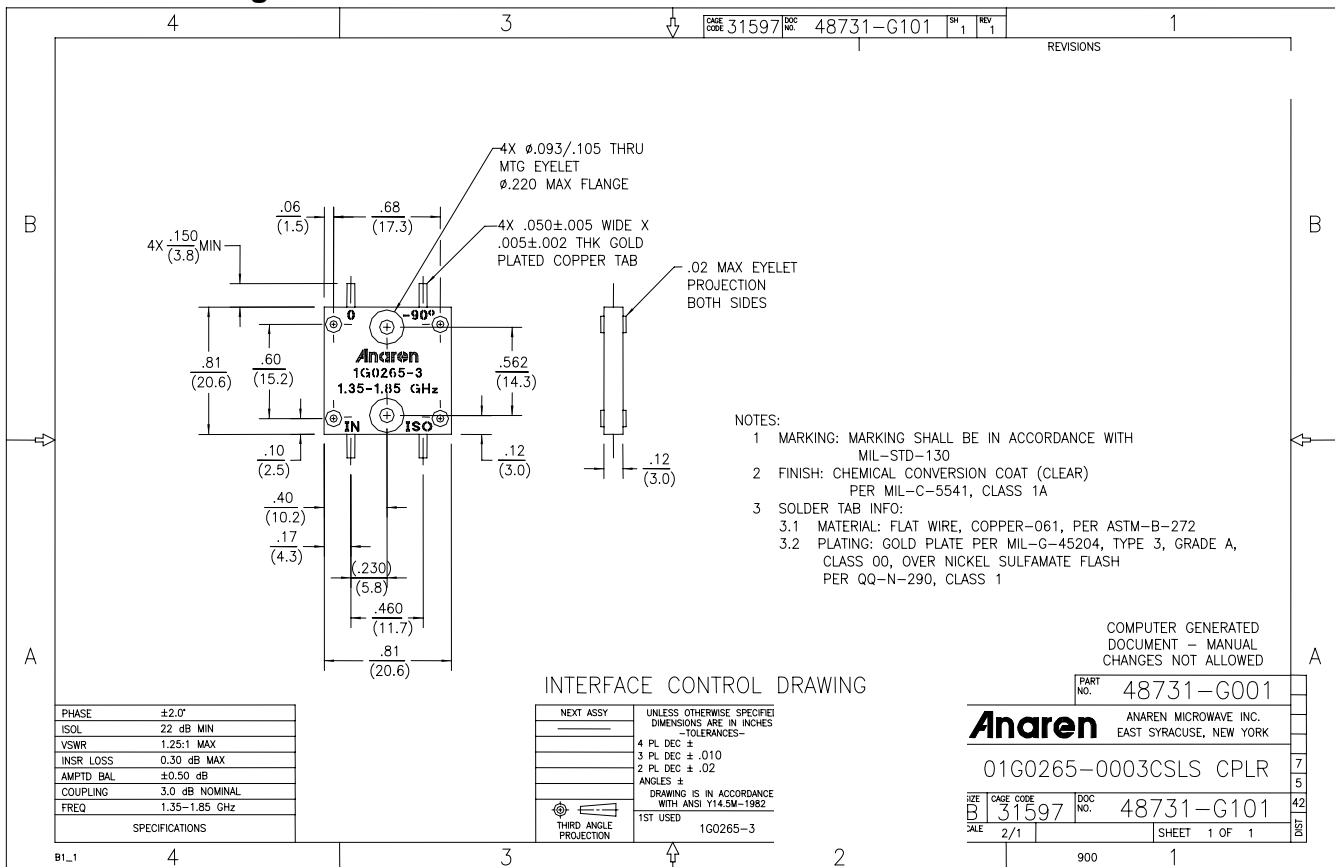 4
3
CAGE CODE 31597 DOC NO. 48731-G101 SH 1 REV 1
1
REVISIONS
4X Ø.093/.105 THRU
MTG EYELET
Ø.220 MAX FLANGE
.06
(1.5)
.68
(17.3)
B
B
4X .150 MIN
(3.8)
4X .050±.005 WIDE X
.005±.002 THK GOLD
PLATED COPPER TAB
.02 MAX EYELET
PROJECTION
BOTH SIDES
0
-90°
.81
(20.6)
.60
(15.2)
Anaren
1G0265-3
1.35-1.85 GHz
.562
(14.3)
IN
ISO
.10
(2.5)
.12
(3.0)
.12
(3.0)
.40
(10.2)
.17
(4.3)
(.230)
(5.8)
.460
(11.7)
.81
(20.6)
NOTES:
1 MARKING: MARKING SHALL BE IN ACCORDANCE WITH
MIL-STD-130
2 FINISH: CHEMICAL CONVERSION COAT (CLEAR)
PER MIL-C-5541, CLASS 1A
3 SOLDER TAB INFO:
3.1 MATERIAL: FLAT WIRE, COPPER-061, PER ASTM-B-272
3.2 PLATING: GOLD PLATE PER MIL-G-45204, TYPE 3, GRADE A,
CLASS 00, OVER NICKEL SULFAMATE FLASH
PER QQ-N-290, CLASS 1
A
A
COMPUTER GENERATED
DOCUMENT - MANUAL
CHANGES NOT ALLOWED
INTERFACE CONTROL DRAWING
PHASE ±2.0°
ISOL 22 dB MIN
VSWR 1.25:1 MAX
INSR LOSS 0.30 dB MAX
AMPTD BAL ±0.50 dB
COUPLING 3.0 dB NOMINAL
FREQ 1.35-1.85 GHz
SPECIFICATIONS
NEXT ASSY
THIRD ANGLE
PROJECTION
UNLESS OTHERWISE SPECIFIE
DIMENSIONS ARE IN INCHES
-TOLERANCES-
4 PL DEC ±
3 PL DEC ± .010
2 PL DEC ± .02
ANGLES ±
DRAWING IS IN ACCORDANCE
WITH ANSI Y14.5M-1982
1ST USED
1G0265-3
PART NO. 48731-G001
Anaren
ANAREN MICROWAVE INC.
EAST SYRACUSE, NEW YORK
01G0265-0003CSLS CPLR
B
CAGE CODE 31597
DOC NO. 48731-G101
2/1
SHEET 1 OF 1
7
5
42
DIST
B1_1
4
3
2
900
1